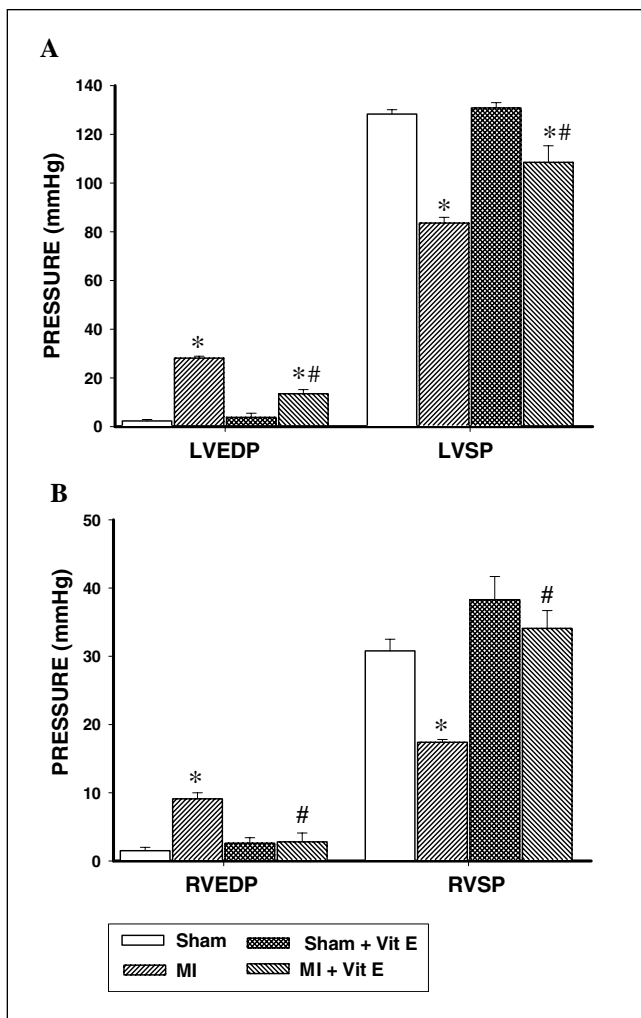 A
PRESSURE (mmHg)
140
120
100
80
60
40
20
0
*
*#
*
*#
LVEDP LVSP
B
PRESSURE (mmHg)
50
40
30
20
10
0
*
#
*
#
RVEDP RVSP
Sham Sham + Vit E
MI MI + Vit E